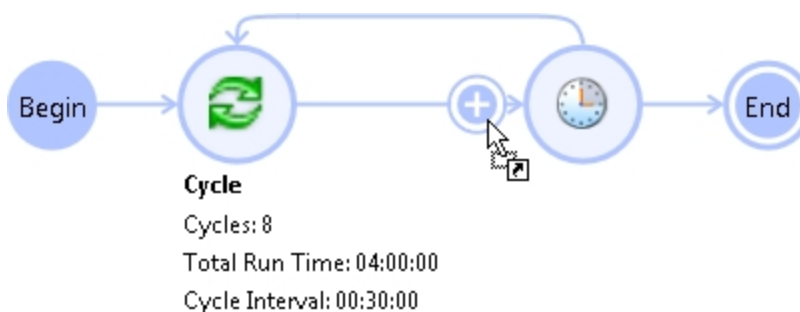 Begin
End
Cycle
Cycles: 8
Total Run Time: 04:00:00
Cycle Interval: 00:30:00